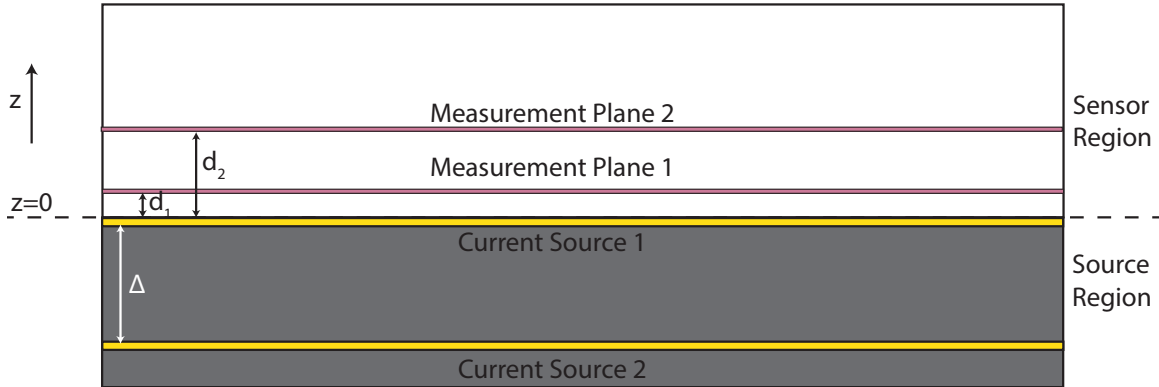 z
z=0
Measurement Plane 2
d₂
Measurement Plane 1
d₁
Current Source 1
Δ
Current Source 2
Sensor
Region
Source
Region